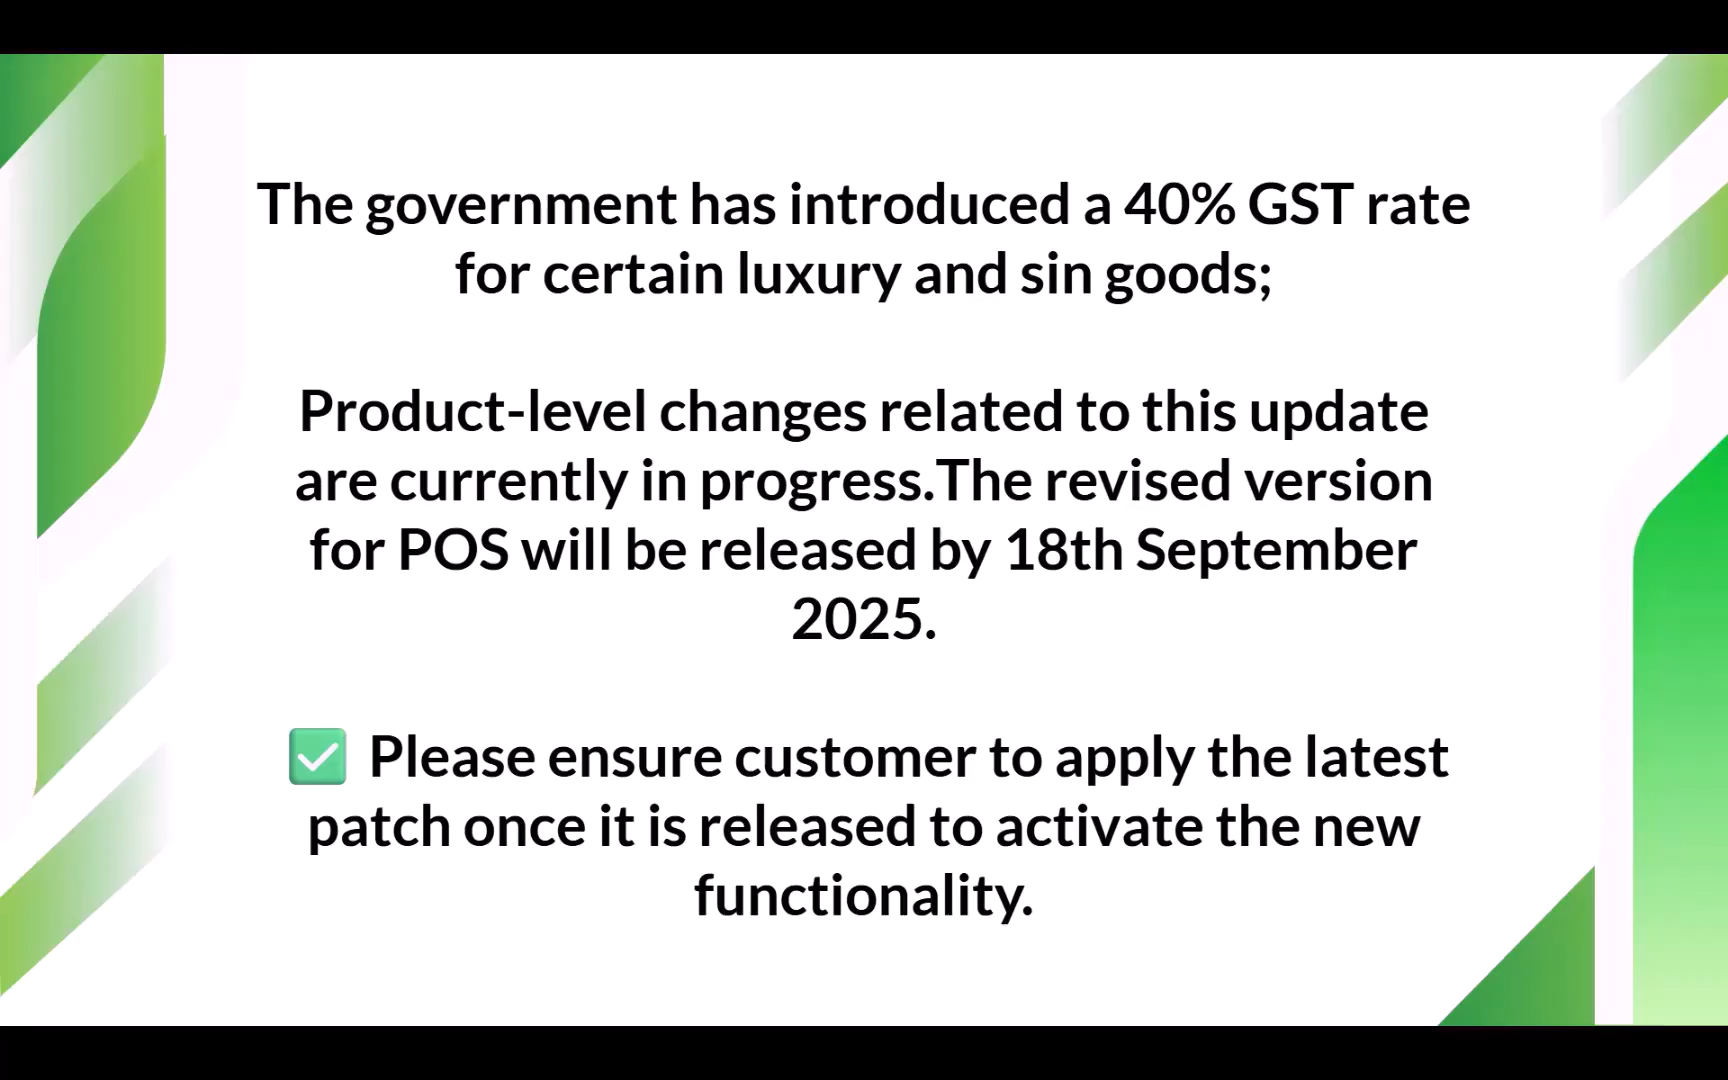 The government has introduced a 40% GST rate
for certain luxury and sin goods;
Product-level changes related to this update
are currently in progress.The revised version
for POS will be released by 18th September
2025.
✅ Please ensure customer to apply the latest
patch once it is released to activate the new
functionality.